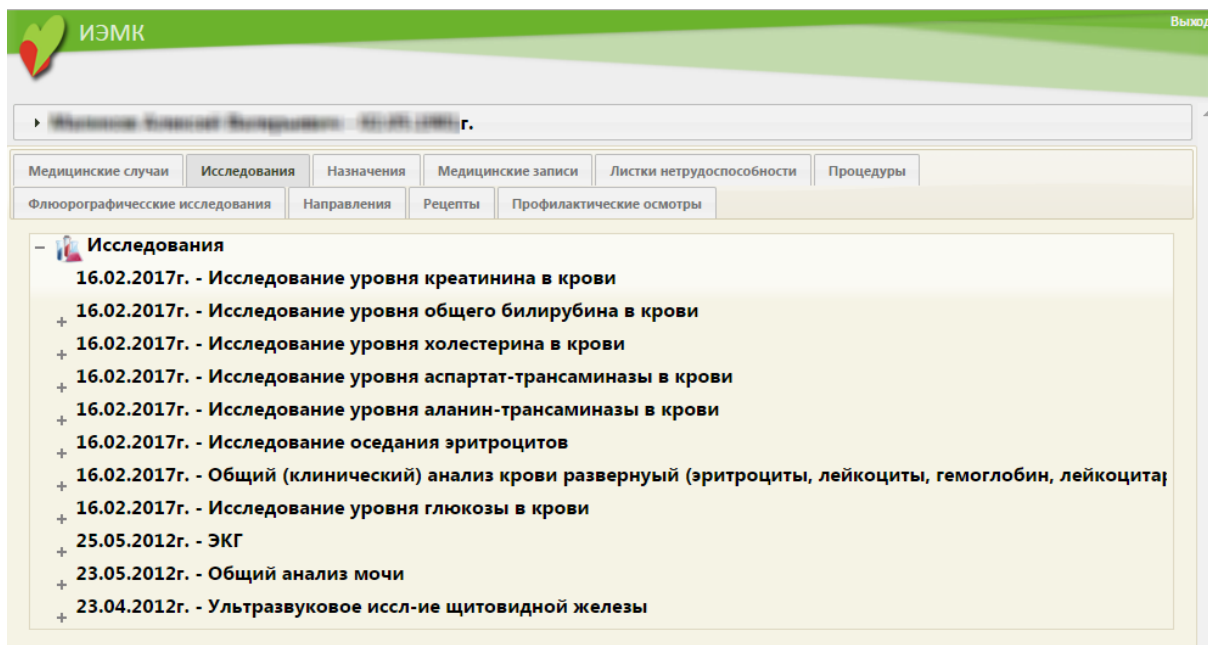 ИЭМК
Выход
г.
Медицинские случаи Исследования Назначения Медицинские записи Листки нетрудоспособности Процедуры
Флюорографичесские исследования Направления Рецепты Профилактические осмотры
Исследования
16.02.2017г. - Исследование уровня креатинина в крови
16.02.2017г. - Исследование уровня общего билирубина в крови
16.02.2017г. - Исследование уровня холестерина в крови
16.02.2017г. - Исследование уровня аспартат-трансаминазы в крови
16.02.2017г. - Исследование уровня аланин-трансаминазы в крови
16.02.2017г. - Исследование оседания эритроцитов
16.02.2017г. - Общий (клинический) анализ крови развернуый (эритроциты, лейкоциты, гемоглобин, лейкоцитар
16.02.2017г. - Исследование уровня глюкозы в крови
25.05.2012г. - ЭКГ
23.05.2012г. - Общий анализ мочи
23.04.2012г. - Ультразвуковое иссл-ие щитовидной железы